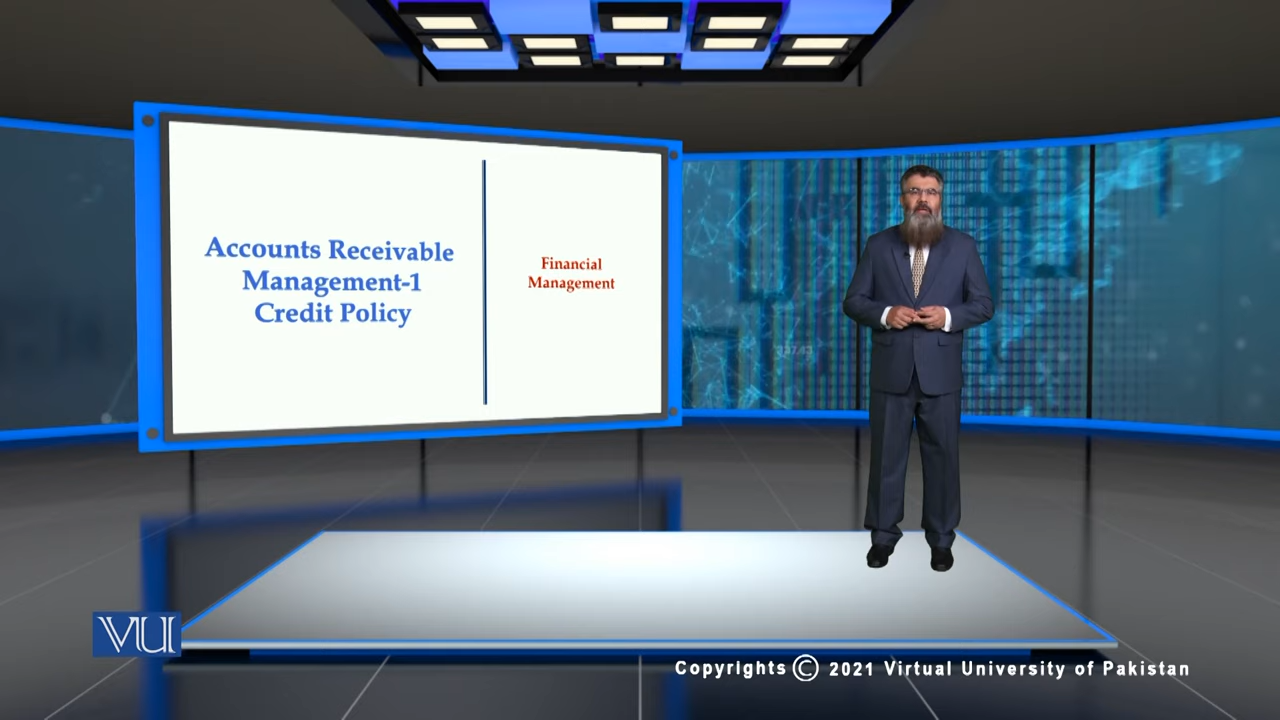 Accounts Receivable
Management-1
Credit Policy
Financial
Management
VU
Copyrights © 2021 Virtual University of Pakistan